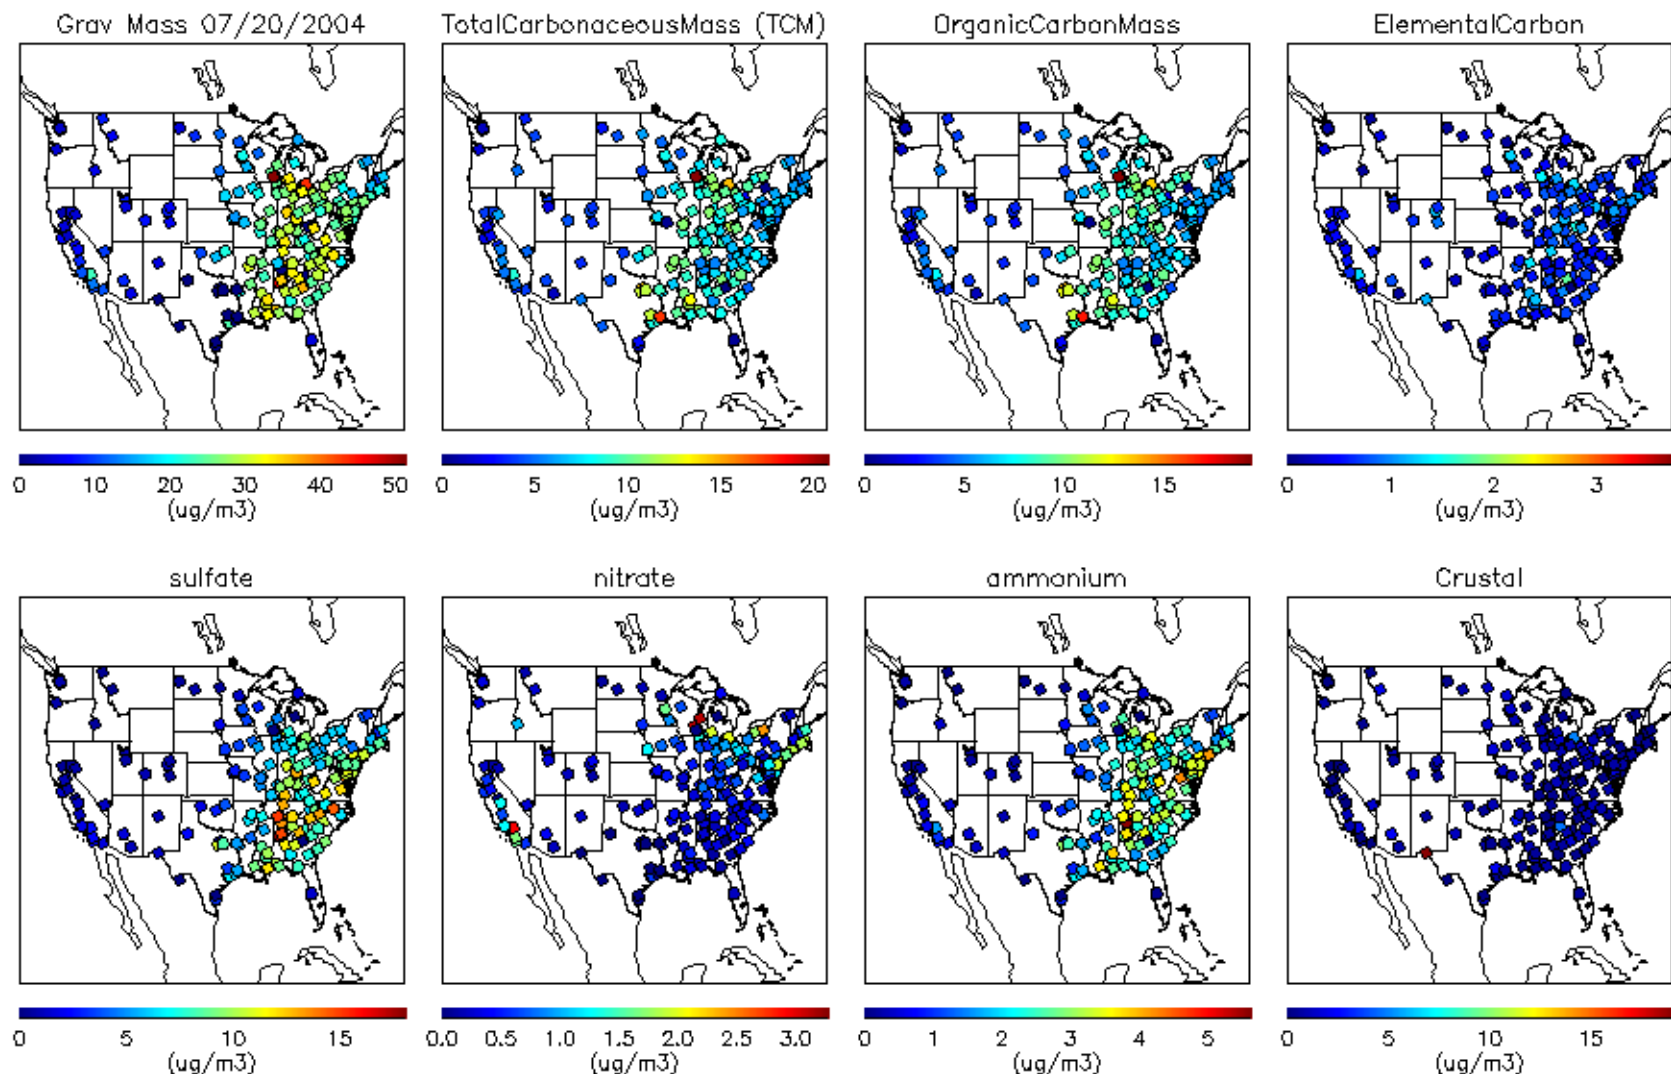 Grav Mass 07/20/2004 TotalCarbonaceousMass (TCM) OrganicCarbonMass ElementalCarbon
0 10 20 30 40 50 0 5 10 15 20 0 5 10 15 0 1 2 3
(ug/m3) (ug/m3) (ug/m3) (ug/m3)
sulfate nitrate ammonium Crustal
0 5 10 15 0.0 0.5 1.0 1.5 2.0 2.5 3.0 0 1 2 3 4 5 0 5 10 15
(ug/m3) (ug/m3) (ug/m3) (ug/m3)